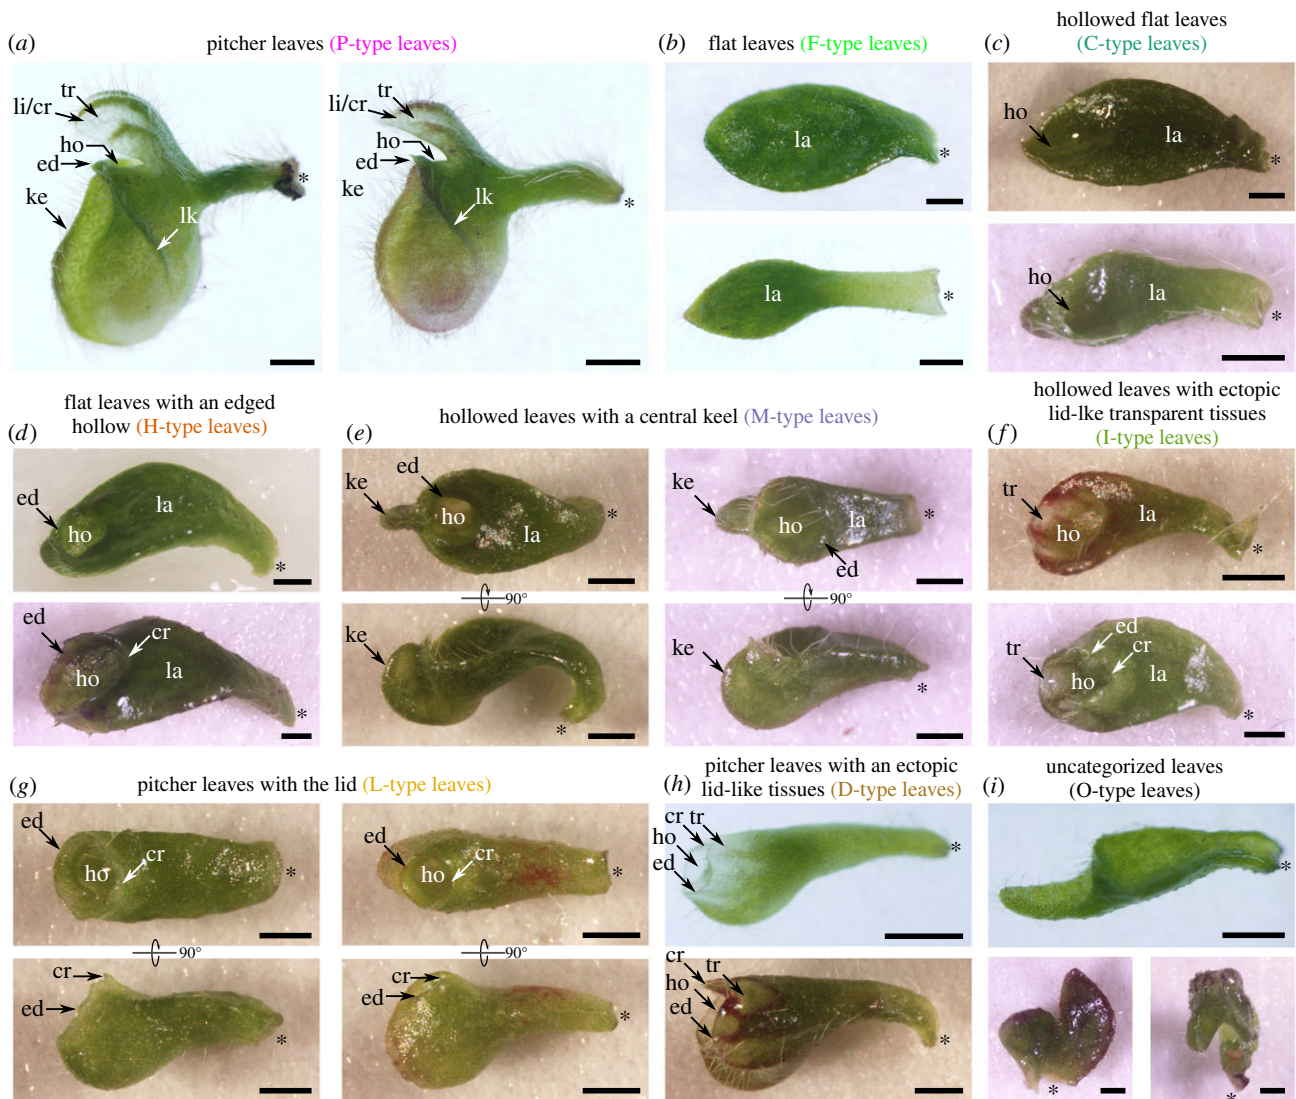 (a) pitcher leaves (P-type leaves)
tr
li/cr
ho
ed
ke
lk
*
tr
li/cr
ho
ed
ke
lk
*
(b) flat leaves (F-type leaves)
la
*
la
*
hollowed flat leaves
(c) (C-type leaves)
ho
la
*
ho
la
*
flat leaves with an edged
(d) hollow (H-type leaves)
ed
ho
la
*
ed
cr
ho
la
*
(e) hollowed leaves with a central keel (M-type leaves)
ke
ed
ho
la
*
90°
ke
*
ke
ho
la
ed
*
90°
ke
*
hollowed leaves with ectopic
lid-lke transparent tissues
(f) (I-type leaves)
tr
ho
*
ed
cr
tr
ho
la
*
(g) pitcher leaves with the lid (L-type leaves)
ed
ho
cr
*
90°
cr
ed
*
ed
ho
cr
*
90°
cr
ed
*
pitcher leaves with an ectopic
(h) lid-like tissues (D-type leaves)
cr
tr
ho
ed
*
cr
tr
ho
ed
*
uncategorized leaves
(i) (O-type leaves)
*
*
*